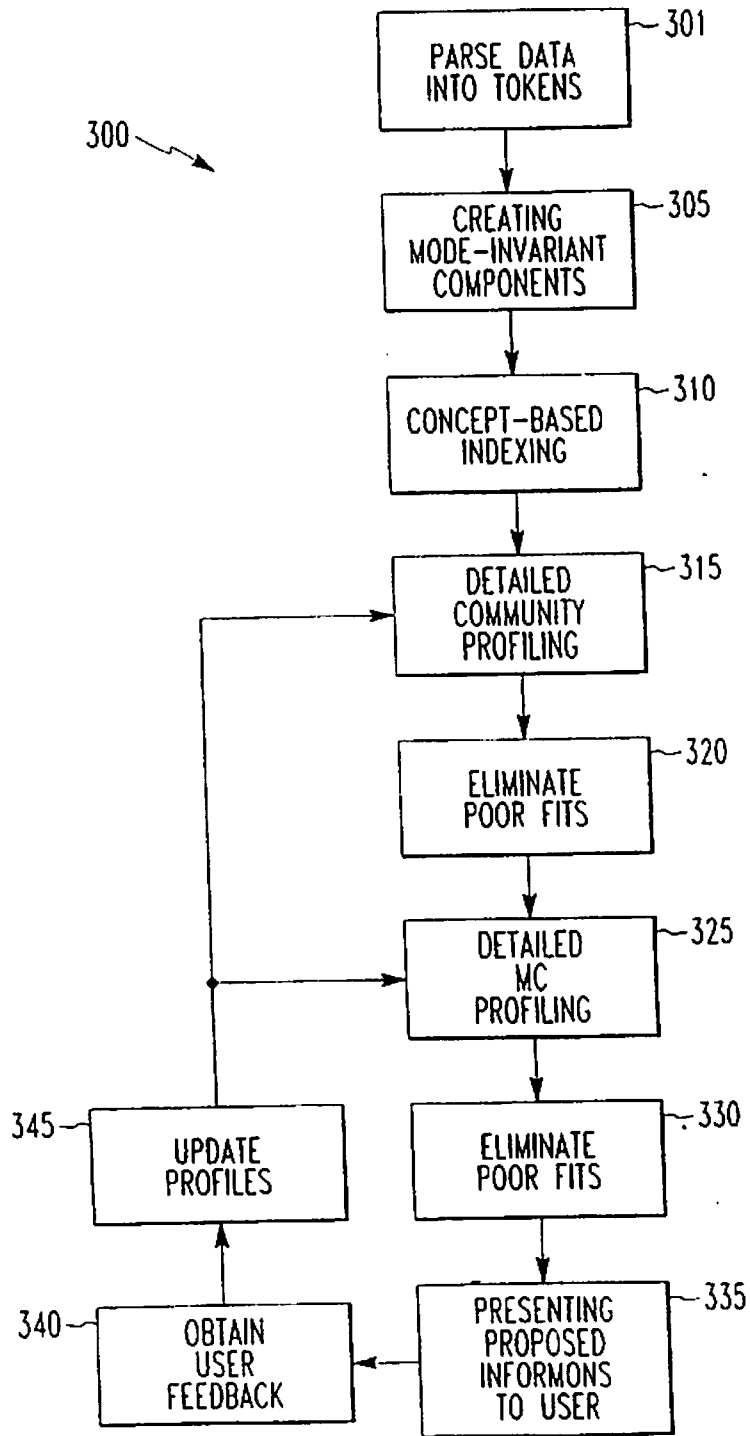 301
PARSE DATA
INTO TOKENS
300
305
CREATING
MODE-INVARIANT
COMPONENTS
310
CONCEPT-BASED
INDEXING
315
DETAILED
COMMUNITY
PROFILING
320
ELIMINATE
POOR FITS
325
DETAILED
MC
PROFILING
330
ELIMINATE
POOR FITS
345
UPDATE
PROFILES
335
PRESENTING
PROPOSED
INFORMONS
TO USER
340
OBTAIN
USER
FEEDBACK